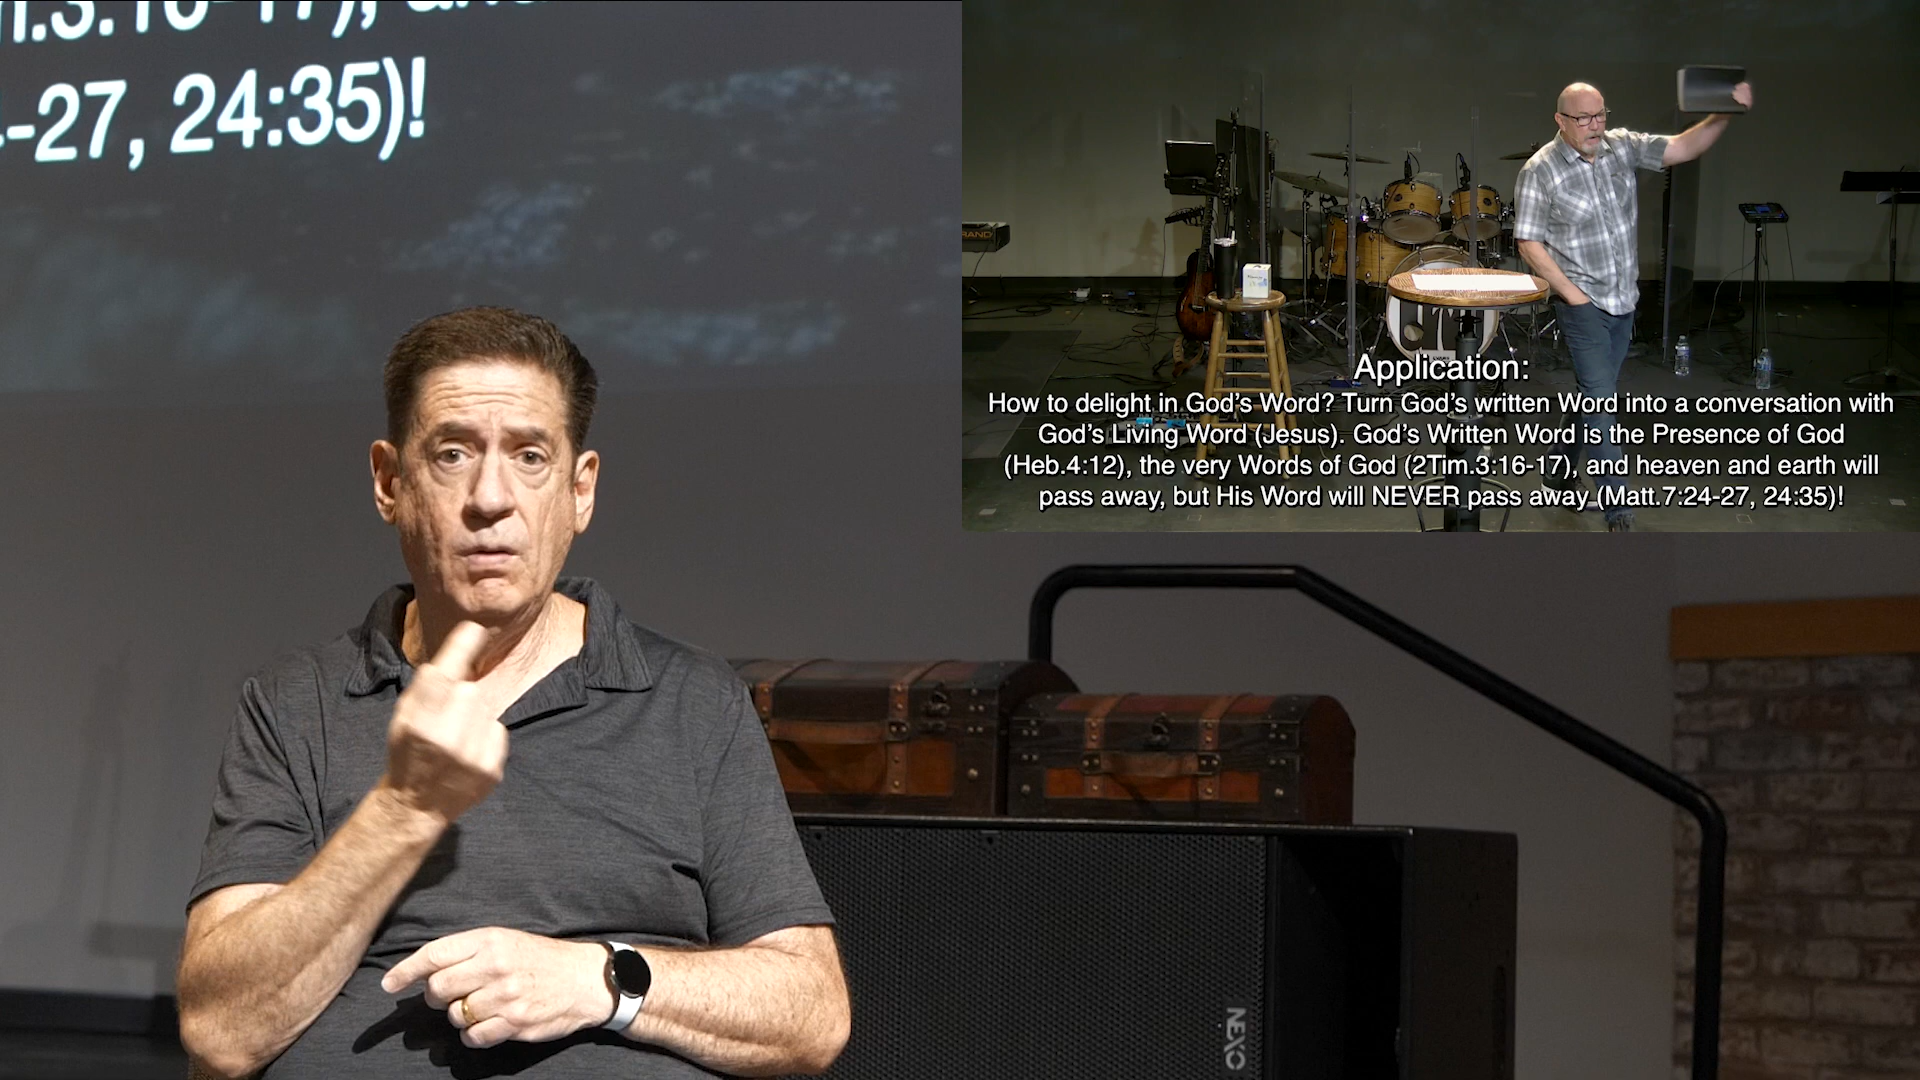 -17), and
-27, 24:35)!
Application:
How to delight in God's Word? Turn God's written Word into a conversation with
God's Living Word (Jesus). God's Written Word is the Presence of God
(Heb.4:12), the very Words of God (2Tim.3:16-17), and heaven and earth will
pass away, but His Word will NEVER pass away (Matt.7:24-27, 24:35)!
NEXO